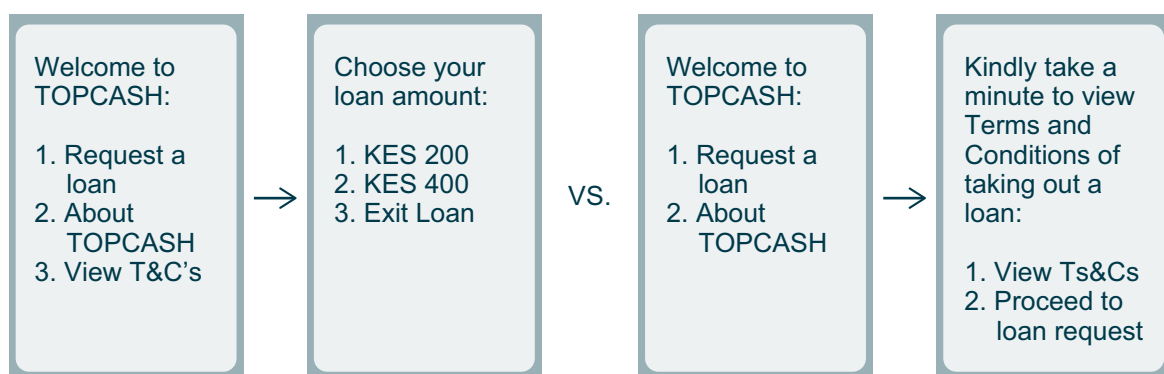 Welcome to
TOPCASH:
1. Request a
loan
2. About
TOPCASH
3. View T&C's
Choose your
loan amount:
1. KES 200
2. KES 400
3. Exit Loan
VS.
Welcome to
TOPCASH:
1. Request a
loan
2. About
TOPCASH
Kindly take a
minute to view
Terms and
Conditions of
taking out a
loan:
1. View Ts&Cs
2. Proceed to
loan request